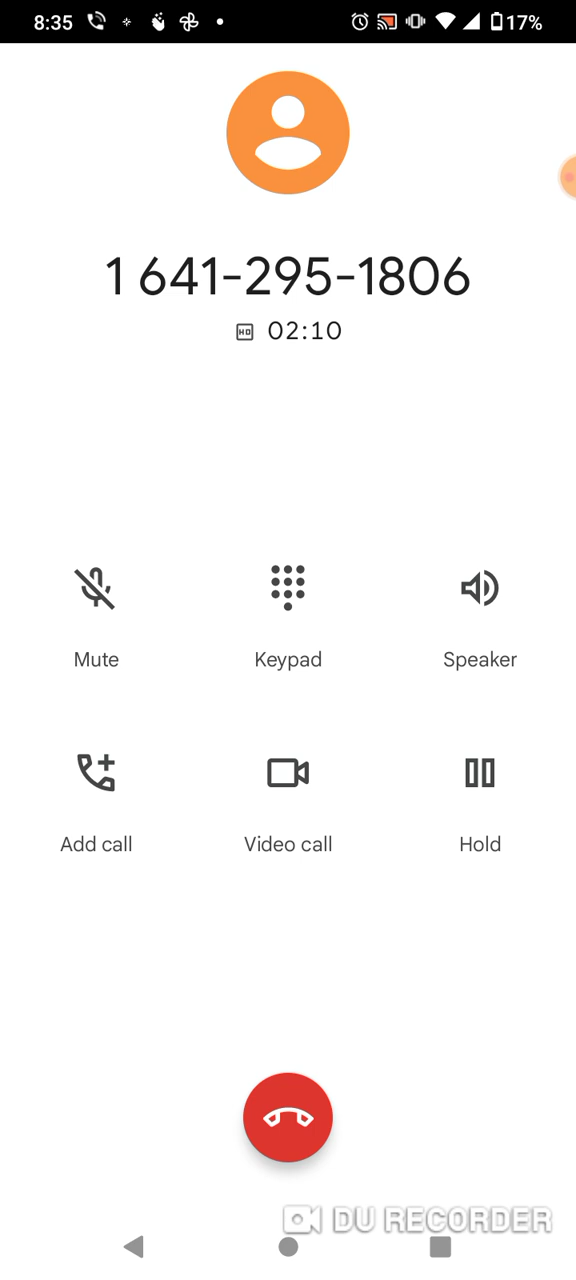 8:35 17%
1 641-295-1806
HD 02:10
Mute Keypad Speaker
Add call Video call Hold
DU RECORDER